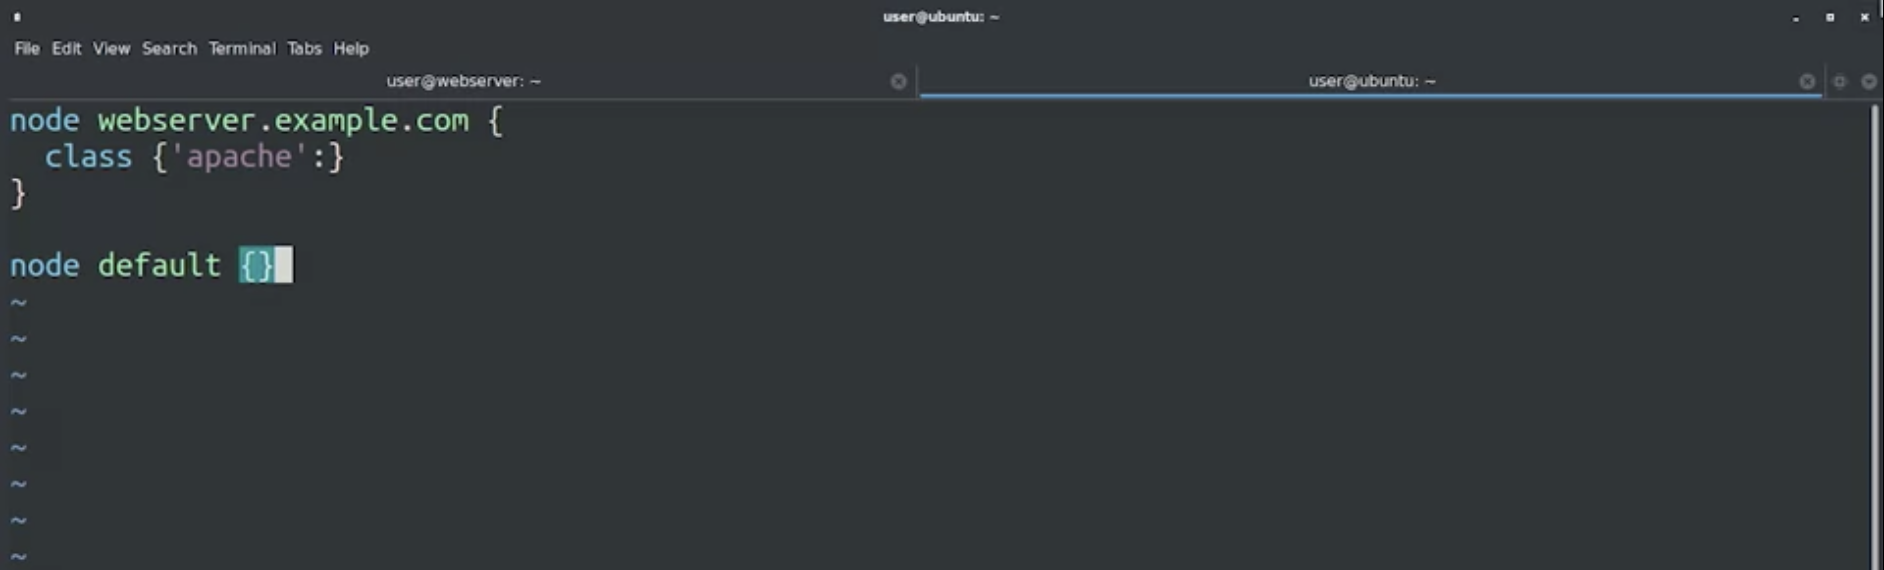 user@ubuntu: ~
File Edit View Search Terminal Tabs Help
user@webserver: ~
user@ubuntu: ~
node webserver.example.com {
  class {'apache':}
}

node default {}
~
~
~
~
~
~
~
~